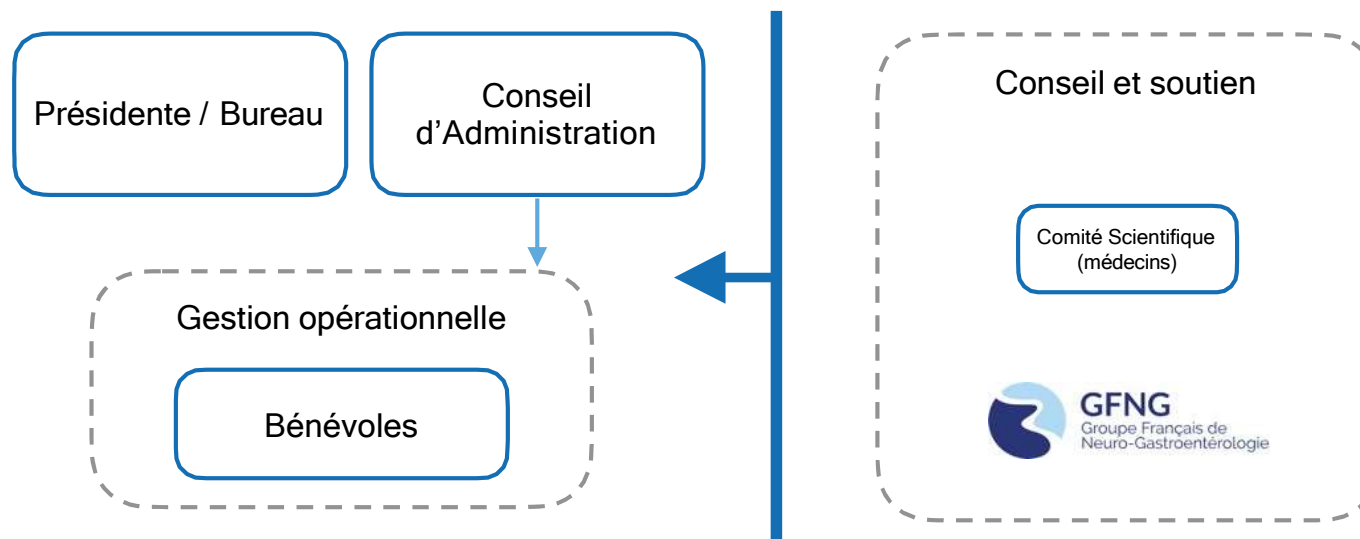 Présidente / Bureau
Conseil
d’Administration
Gestion opérationnelle
Bénévoles
Conseil et soutien
Comité Scientifique
(médecins)
GFNG
Groupe Français de
Neuro-Gastroentérologie